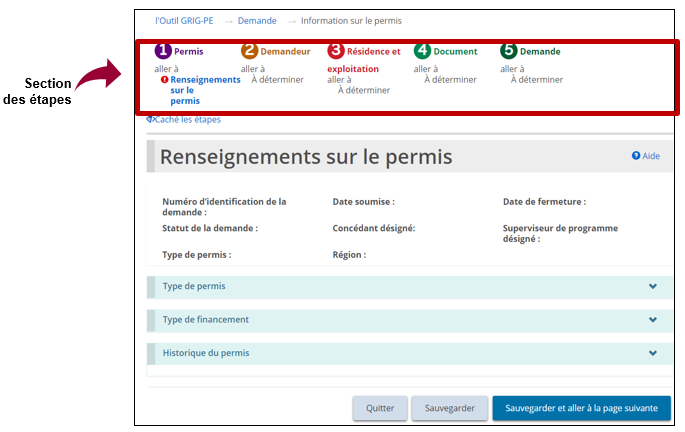 l'Outil GRIG-PE → Demande → Information sur le permis
Section des étapes
1 Permis
aller à
Renseignements sur le permis
2 Demandeur
aller à
À déterminer
3 Résidence et exploitation
aller à
À déterminer
4 Document
aller à
À déterminer
5 Demande
aller à
À déterminer
Caché les étapes
Renseignements sur le permis
Aide
Numéro d'identification de la demande :
Date soumise :
Date de fermeture :
Statut de la demande :
Concédant désigné:
Superviseur de programme désigné :
Type de permis :
Région :
Type de permis
Type de financement
Historique du permis
Quitter
Sauvegarder
Sauvegarder et aller à la page suivante